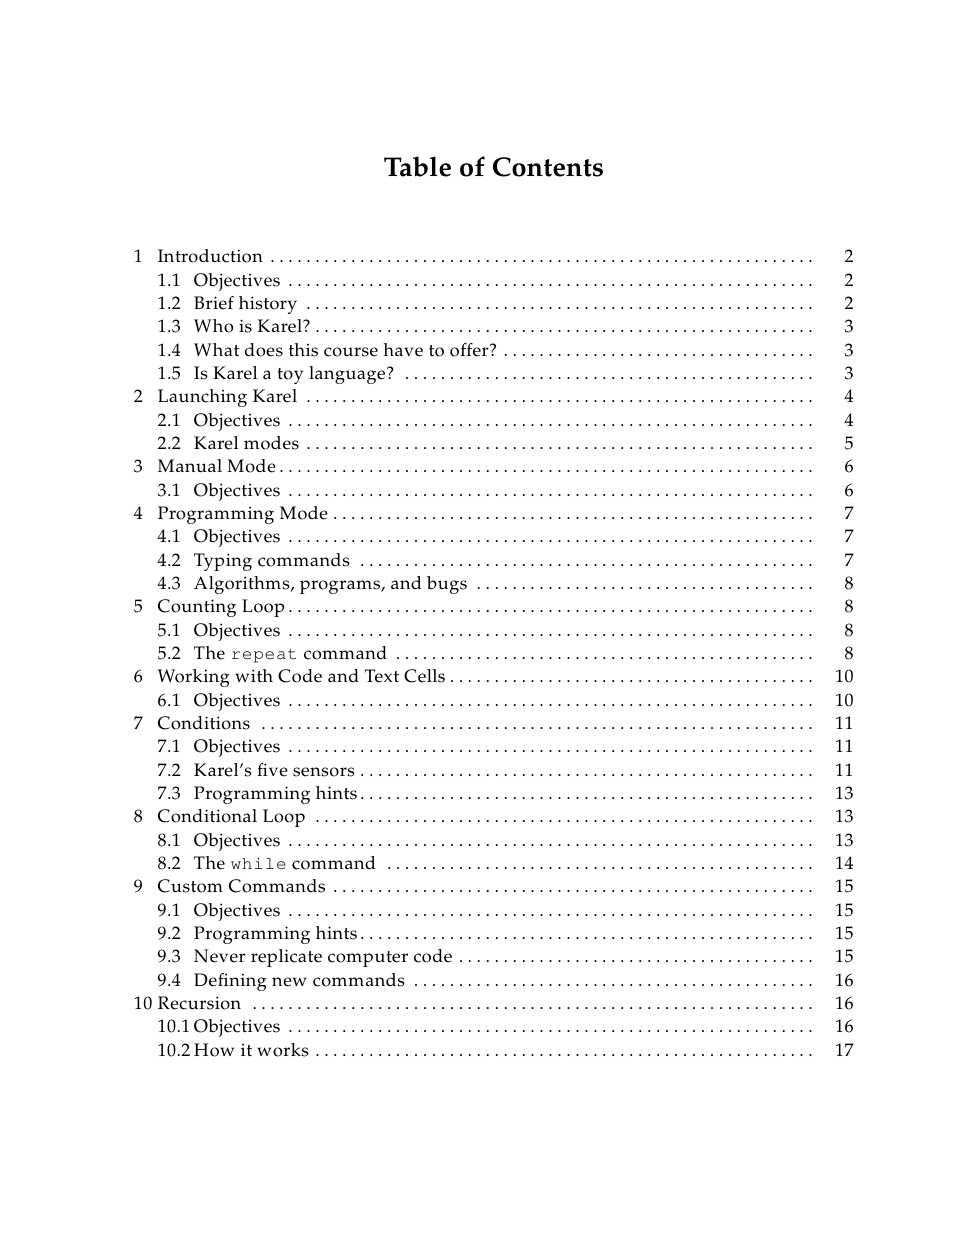 Table of Contents
1 Introduction . . . . . . . . . . . . . . . . . . . . . . . . . . . . . . 2
1.1 Objectives . . . . . . . . . . . . . . . . . . . . . . . . . . . . . . 2
1.2 Brief history . . . . . . . . . . . . . . . . . . . . . . . . . . . . . . 2
1.3 Who is Karel? . . . . . . . . . . . . . . . . . . . . . . . . . . . . . . 3
1.4 What does this course have to offer? . . . . . . . . . . . . . . . . . . . . 3
1.5 Is Karel a toy language? . . . . . . . . . . . . . . . . . . . . . . . . . 3
2 Launching Karel . . . . . . . . . . . . . . . . . . . . . . . . . . . . . . 4
2.1 Objectives . . . . . . . . . . . . . . . . . . . . . . . . . . . . . . 4
2.2 Karel modes . . . . . . . . . . . . . . . . . . . . . . . . . . . . . . 5
3 Manual Mode . . . . . . . . . . . . . . . . . . . . . . . . . . . . . . 6
3.1 Objectives . . . . . . . . . . . . . . . . . . . . . . . . . . . . . . 6
4 Programming Mode . . . . . . . . . . . . . . . . . . . . . . . . . . . . . . 7
4.1 Objectives . . . . . . . . . . . . . . . . . . . . . . . . . . . . . . 7
4.2 Typing commands . . . . . . . . . . . . . . . . . . . . . . . . . . . . 7
4.3 Algorithms, programs, and bugs . . . . . . . . . . . . . . . . . . . . . . 8
5 Counting Loop . . . . . . . . . . . . . . . . . . . . . . . . . . . . . . 8
5.1 Objectives . . . . . . . . . . . . . . . . . . . . . . . . . . . . . . 8
5.2 The repeat command . . . . . . . . . . . . . . . . . . . . . . . . . . 8
6 Working with Code and Text Cells . . . . . . . . . . . . . . . . . . . . . . 10
6.1 Objectives . . . . . . . . . . . . . . . . . . . . . . . . . . . . . . 10
7 Conditions . . . . . . . . . . . . . . . . . . . . . . . . . . . . . . 11
7.1 Objectives . . . . . . . . . . . . . . . . . . . . . . . . . . . . . . 11
7.2 Karel's five sensors . . . . . . . . . . . . . . . . . . . . . . . . . . . . 11
7.3 Programming hints . . . . . . . . . . . . . . . . . . . . . . . . . . . . 13
8 Conditional Loop . . . . . . . . . . . . . . . . . . . . . . . . . . . . . . 13
8.1 Objectives . . . . . . . . . . . . . . . . . . . . . . . . . . . . . . 13
8.2 The while command . . . . . . . . . . . . . . . . . . . . . . . . . . 14
9 Custom Commands . . . . . . . . . . . . . . . . . . . . . . . . . . . . . . 15
9.1 Objectives . . . . . . . . . . . . . . . . . . . . . . . . . . . . . . 15
9.2 Programming hints . . . . . . . . . . . . . . . . . . . . . . . . . . . . 15
9.3 Never replicate computer code . . . . . . . . . . . . . . . . . . . . . . 15
9.4 Defining new commands . . . . . . . . . . . . . . . . . . . . . . . . . 16
10 Recursion . . . . . . . . . . . . . . . . . . . . . . . . . . . . . . 16
10.1 Objectives . . . . . . . . . . . . . . . . . . . . . . . . . . . . . . 16
10.2 How it works . . . . . . . . . . . . . . . . . . . . . . . . . . . . . . 17